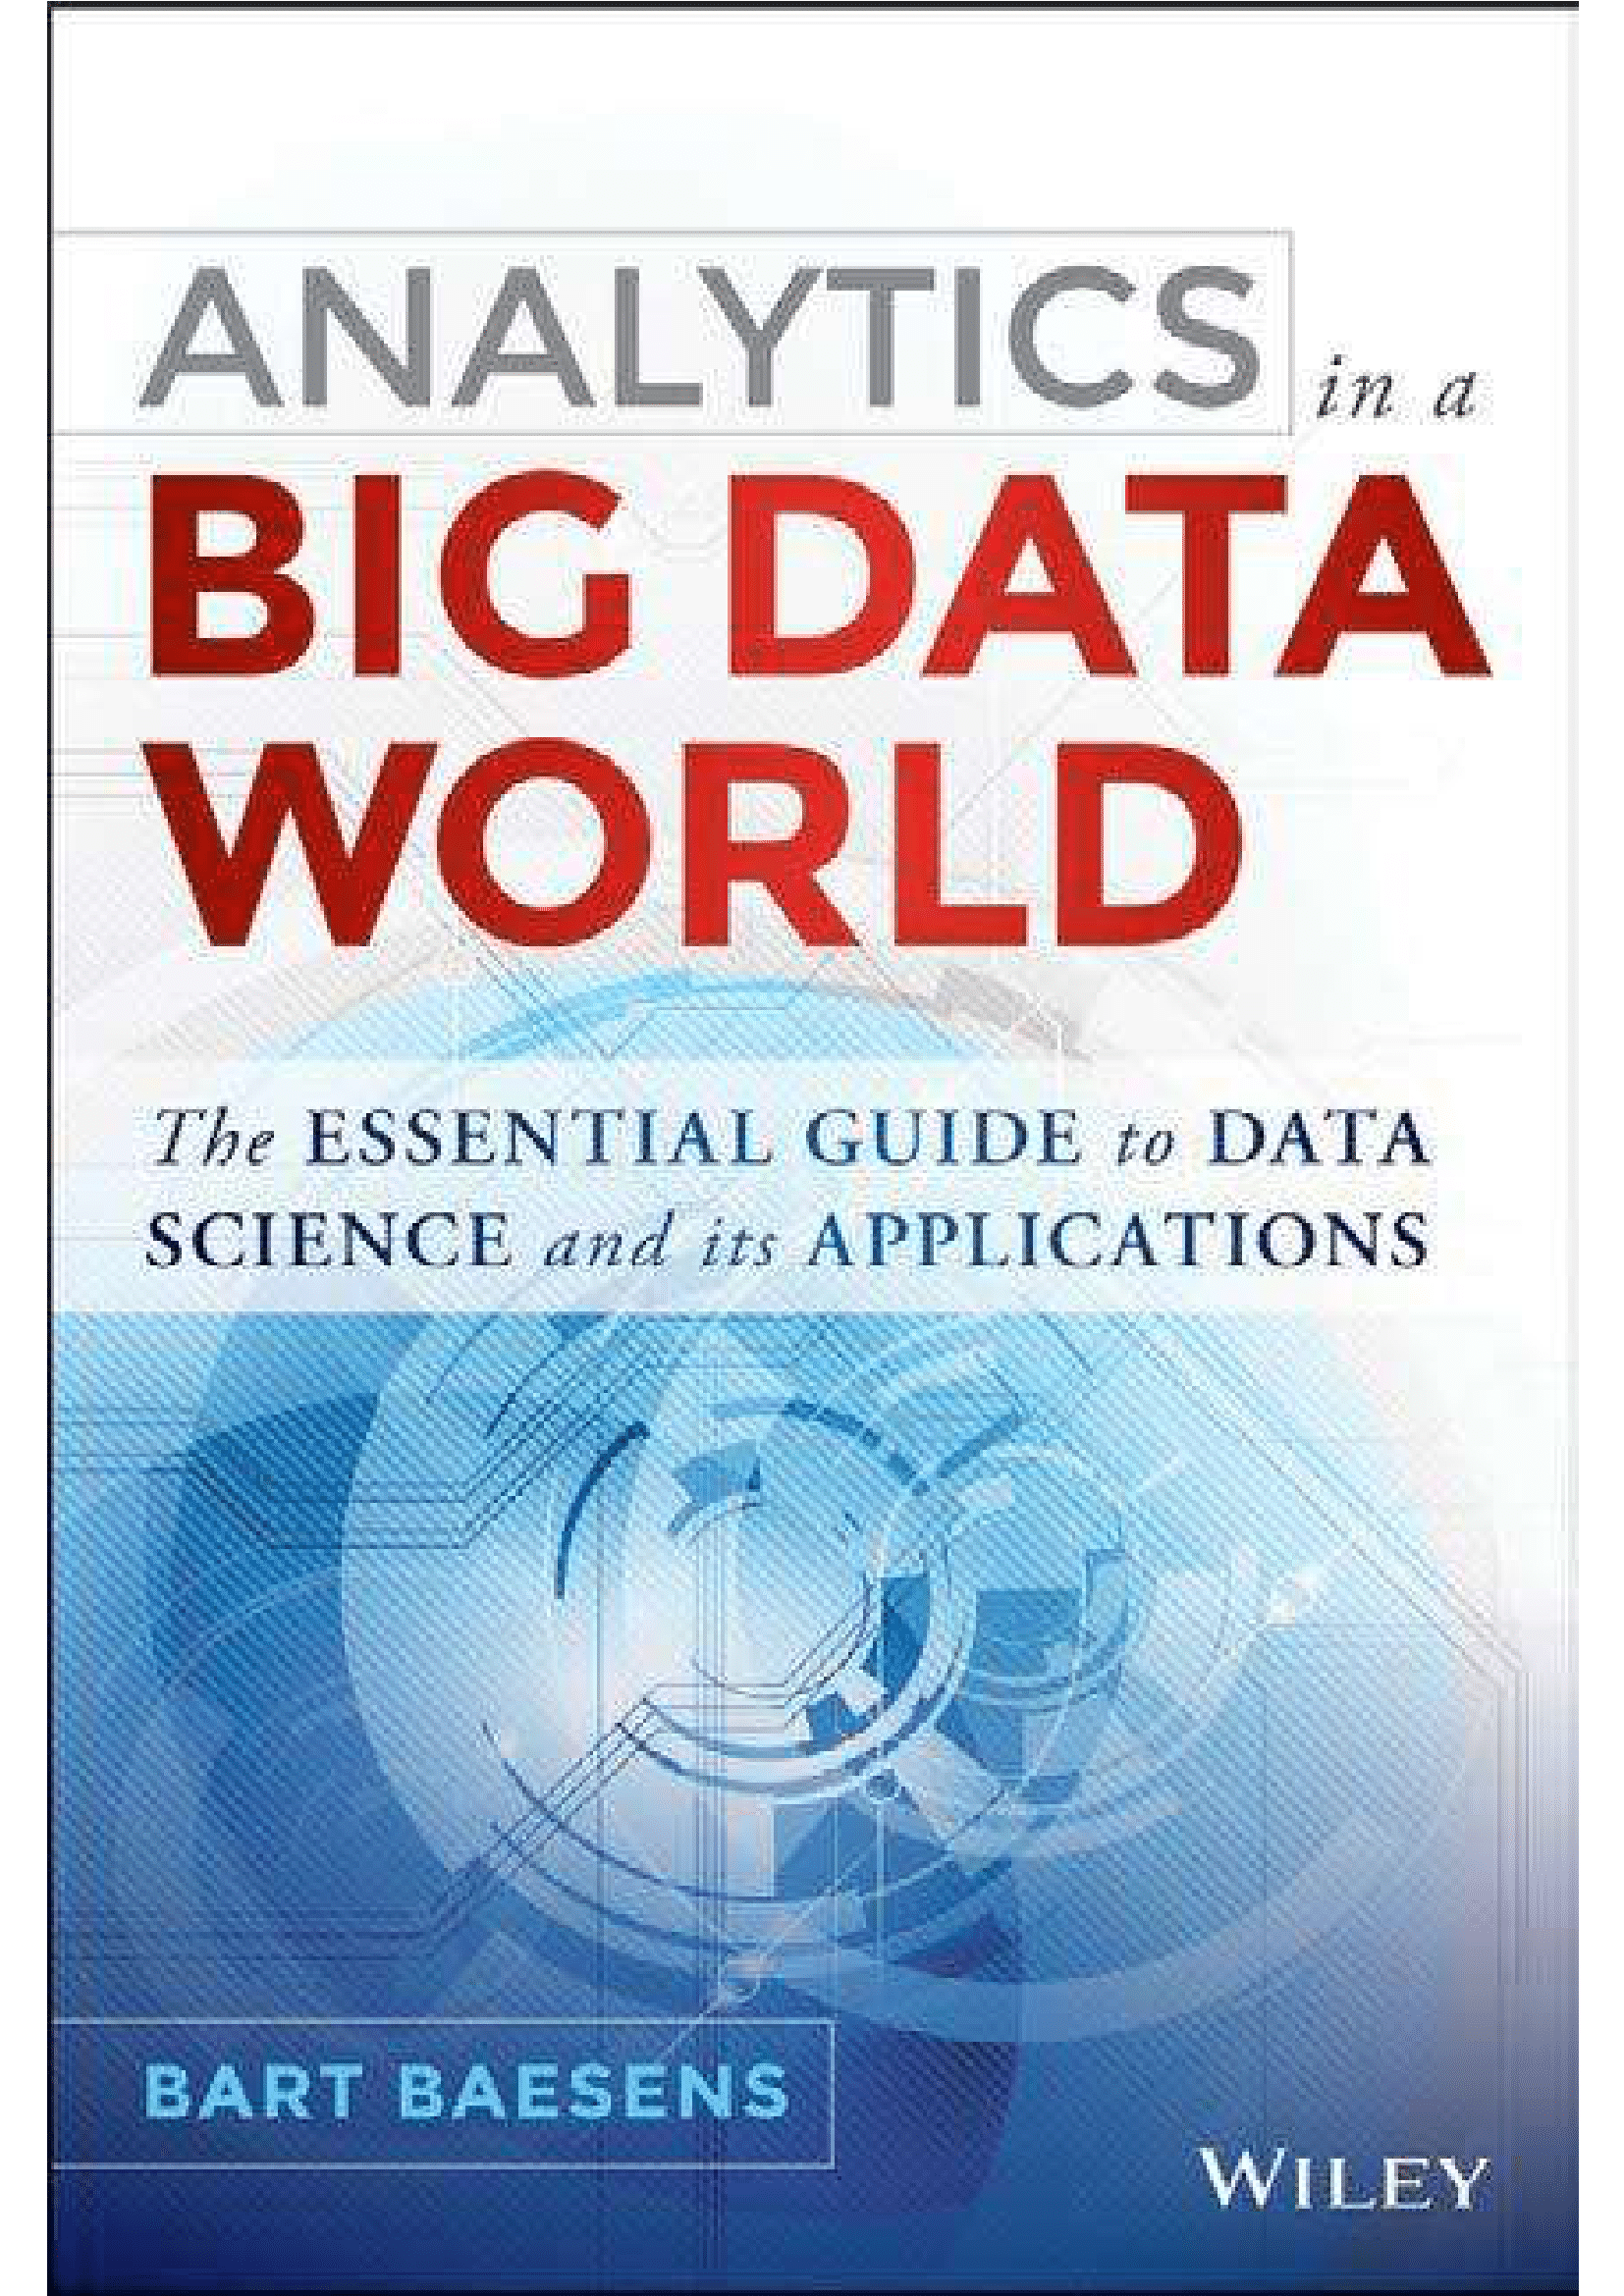 ANALYTICS in a
BIG DATA
WORLD
The ESSENTIAL GUIDE to DATA
SCIENCE and its APPLICATIONS
BART BAESENS
WILEY